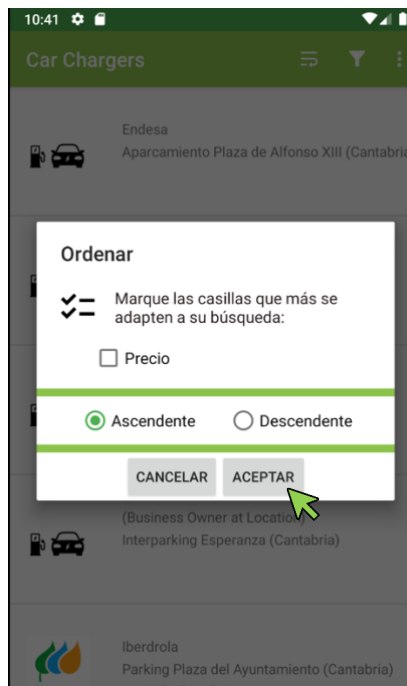 10:41
Car Chargers
Endesa
Aparcamiento Plaza de Alfonso XIII (Cantabria
Ordenar
Marque las casillas que más se
adapten a su búsqueda:
Precio
Ascendente Descendente
CANCELAR ACEPTAR
(Business Owner at Location)
Interparking Esperanza (Cantabria)
Iberdrola
Parking Plaza del Ayuntamiento (Cantabria)